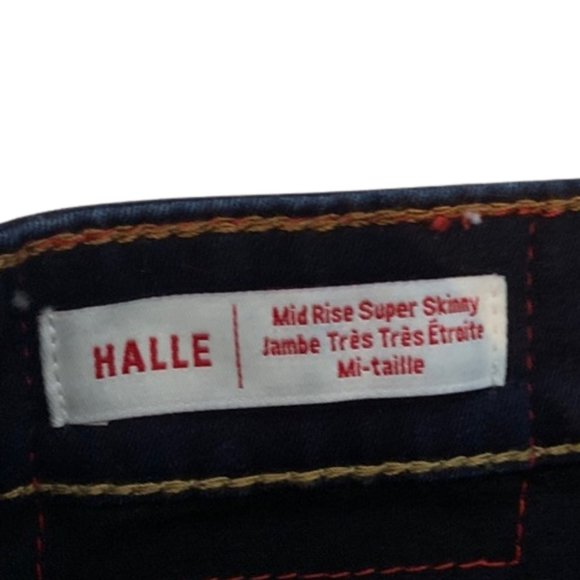 HALLE
Mid Rise Super Skinny
Jambe Très Très Étroite
Mi-taille